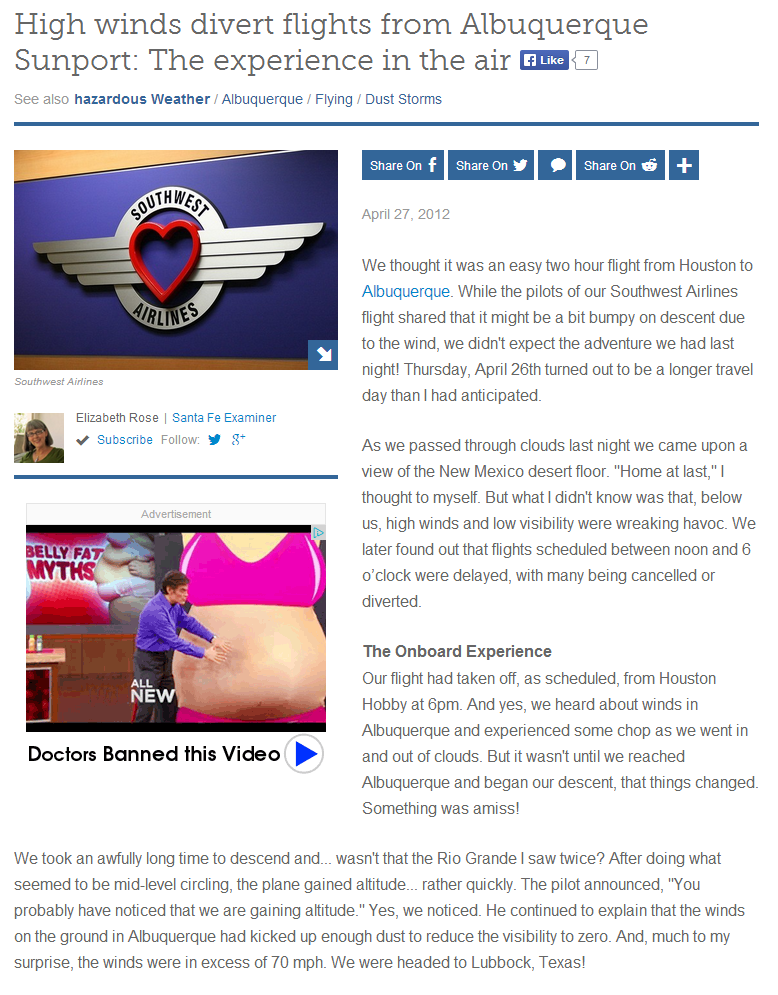 High winds divert flights from Albuquerque
Sunport: The experience in the air
Like
7
See also hazardous Weather / Albuquerque / Flying / Dust Storms
SOUTHWEST
AIRLINES
Southwest Airlines
Elizabeth Rose | Santa Fe Examiner
Subscribe Follow:
Advertisement
BELLY FAT
MYTHS
ALL
NEW
Doctors Banned this Video
Share On
Share On
Share On
April 27, 2012
We thought it was an easy two hour flight from Houston to
Albuquerque. While the pilots of our Southwest Airlines
flight shared that it might be a bit bumpy on descent due
to the wind, we didn't expect the adventure we had last
night! Thursday, April 26th turned out to be a longer travel
day than I had anticipated.
As we passed through clouds last night we came upon a
view of the New Mexico desert floor. "Home at last," I
thought to myself. But what I didn't know was that, below
us, high winds and low visibility were wreaking havoc. We
later found out that flights scheduled between noon and 6
o’clock were delayed, with many being cancelled or
diverted.
The Onboard Experience
Our flight had taken off, as scheduled, from Houston
Hobby at 6pm. And yes, we heard about winds in
Albuquerque and experienced some chop as we went in
and out of clouds. But it wasn't until we reached
Albuquerque and began our descent, that things changed.
Something was amiss!
We took an awfully long time to descend and... wasn't that the Rio Grande I saw twice? After doing what
seemed to be mid-level circling, the plane gained altitude... rather quickly. The pilot announced, "You
probably have noticed that we are gaining altitude." Yes, we noticed. He continued to explain that the winds
on the ground in Albuquerque had kicked up enough dust to reduce the visibility to zero. And, much to my
surprise, the winds were in excess of 70 mph. We were headed to Lubbock, Texas!